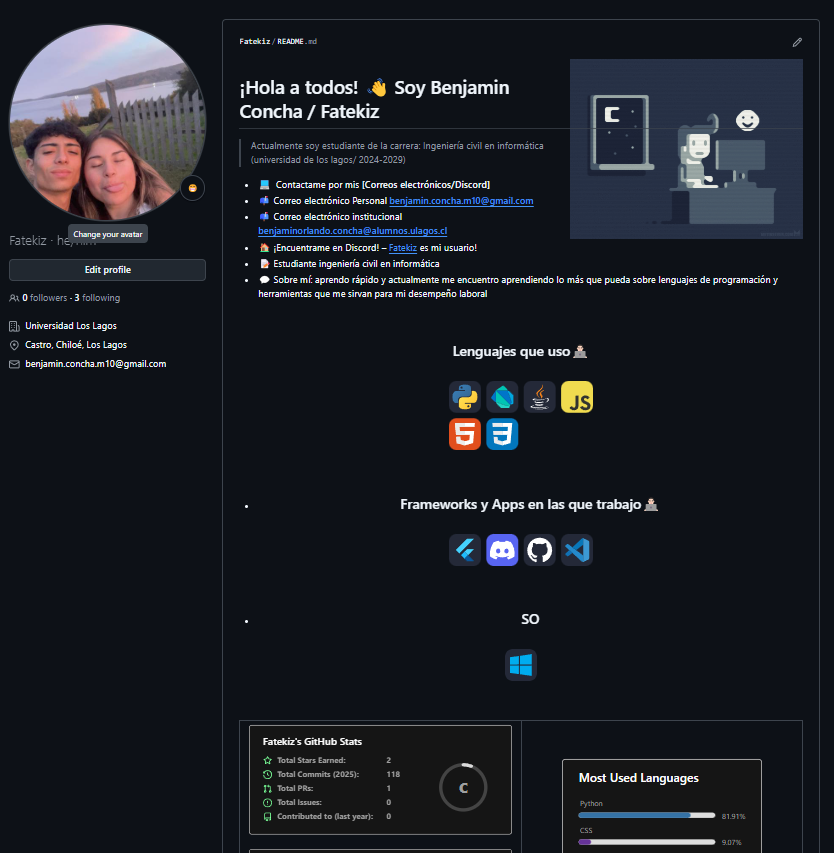 Change your avatar
Fatekiz · he/him
Edit profile
0 followers · 3 following
Universidad Los Lagos
Castro, Chiloé, Los Lagos
benjamin.concha.m10@gmail.com
Fatekiz / README.md
¡Hola a todos! 👋 Soy Benjamin
Concha / Fatekiz
Actualmente soy estudiante de la carrera: Ingeniería civil en informática
(universidad de los lagos/ 2024-2029)
Contactame por mis [Correos electrónicos/Discord]
Correo electrónico Personal benjamin.concha.m10@gmail.com
Correo electrónico institucional
benjaminorlando.concha@alumnos.ulagos.cl
¡Encuentrame en Discord! – Fatekiz es mi usuario!
Estudiante ingeniería civil en informática
Sobre mí: aprendo rápido y actualmente me encuentro aprendiendo lo más que pueda sobre lenguajes de programación y
herramientas que me sirvan para mi desempeño laboral
Lenguajes que uso
JS
Frameworks y Apps en las que trabajo
SO
Fatekiz's GitHub Stats
Total Stars Earned: 2
Total Commits (2025): 118
Total PRs: 1
Total Issues: 0
Contributed to (last year): 0
C
Most Used Languages
Python
81.91%
CSS
9.07%